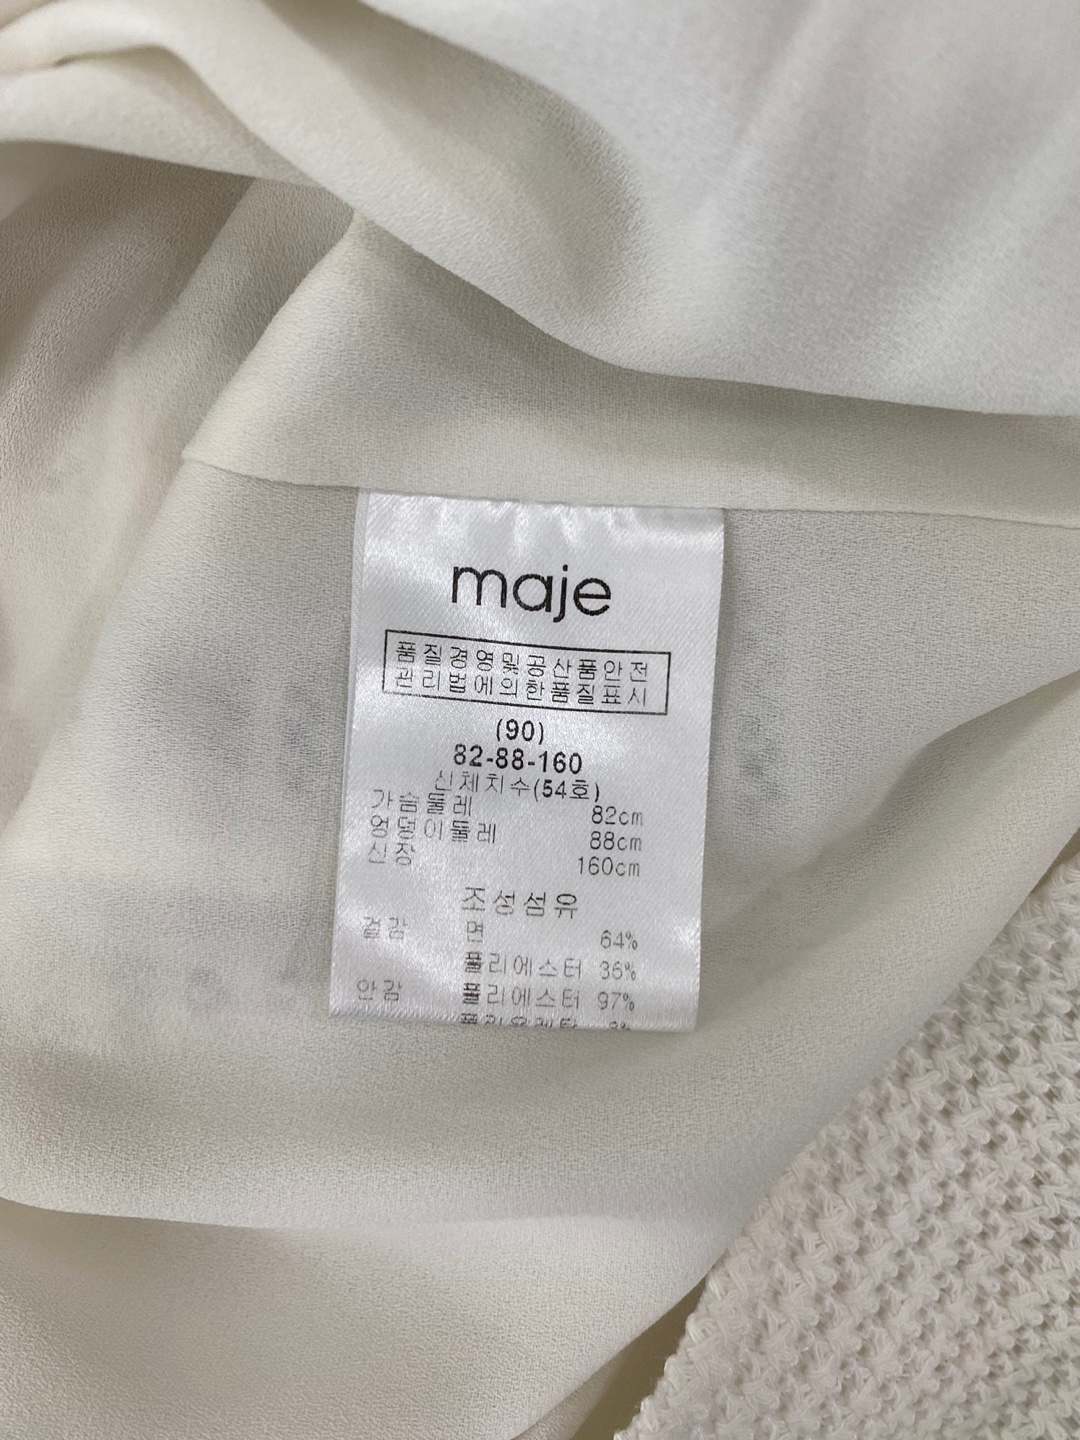 maje
품질경영및공산품안전
관리법에의한품질표시
(90)
82-88-160
신체치수(54호)
가슴둘레 82cm
엉덩이둘레 88cm
신장 160cm
조성섬유
겉감 면 64%
폴리에스터 36%
안감 폴리에스터 97%